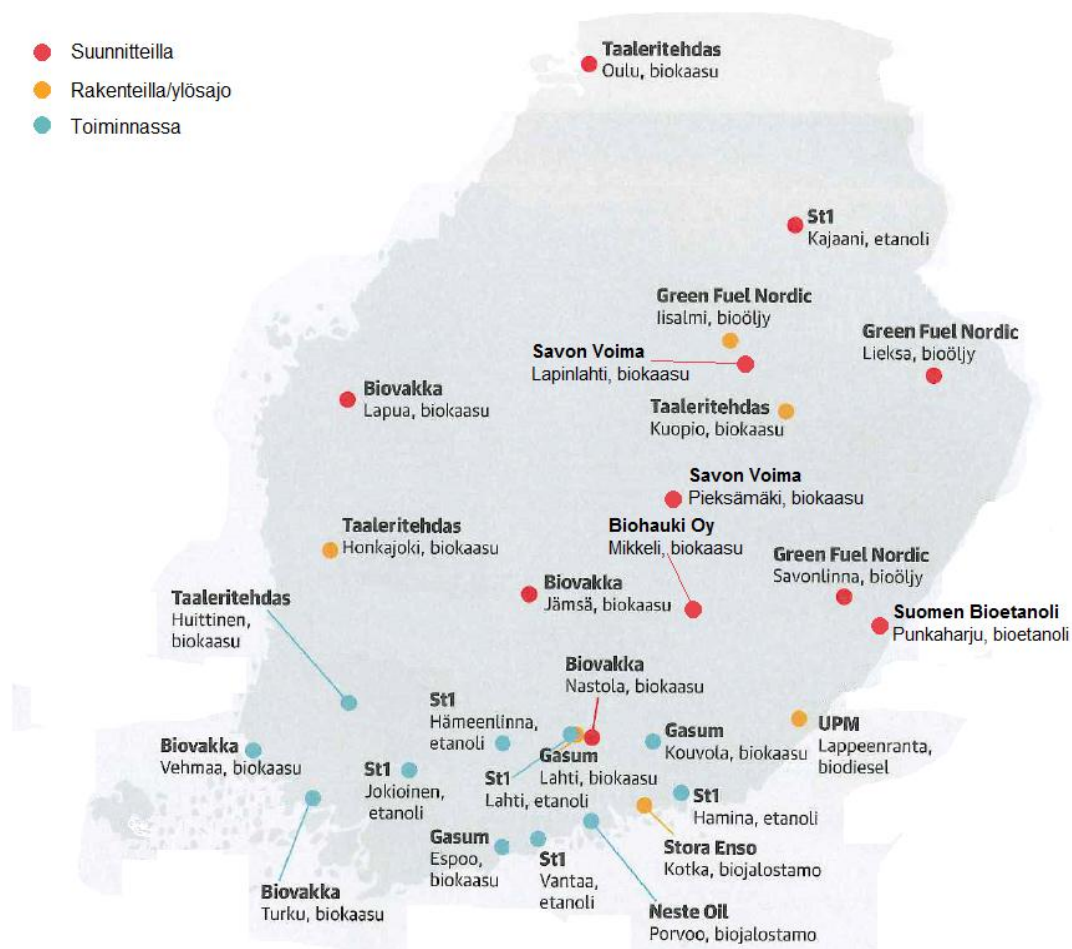 Suunnitteilla
Rakenteilla/ylösajo
Toiminnassa
Taaleritehdas
Oulu, biokaasu
St1
Kajaani, etanoli
Green Fuel Nordic
Iisalmi, bioöljy
Green Fuel Nordic
Lieksa, bioöljy
Savon Voima
Lapinlahti, biokaasu
Biovakka
Lapua, biokaasu
Taaleritehdas
Kuopio, biokaasu
Savon Voima
Pieksämäki, biokaasu
Biohauki Oy
Mikkeli, biokaasu
Taaleritehdas
Honkajoki, biokaasu
Green Fuel Nordic
Savonlinna, bioöljy
Biovakka
Jämsä, biokaasu
Suomen Bioetanoli
Punkaharju, bioetanoli
Taaleritehdas
Huittinen,
biokaasu
Biovakka
Nastola, biokaasu
St1
Hämeenlinna,
etanoli
Gasum
Kouvola, biokaasu
UPM
Lappeenranta,
biodiesel
Biovakka
Vehmaa, biokaasu
St1
Jokioinen,
etanoli
St1
Lahti, etanoli
Gasum
Lahti, biokaasu
St1
Hamina, etanoli
Gasum
Espoo,
biokaasu
St1
Vantaa,
etanoli
Stora Enso
Kotka, biojalostamo
Biovakka
Turku, biokaasu
Neste Oil
Porvoo, biojalostamo